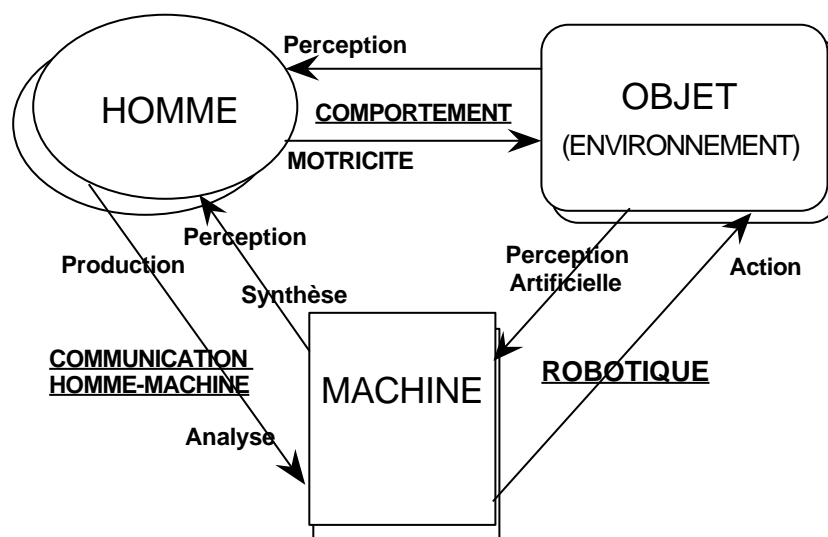 Perception
HOMME
OBJET
COMPORTEMENT
(ENVIRONNEMENT)
MOTRICITE
Perception
Production
Perception
Artificielle
Action
Synthèse
COMMUNICATION
HOMME-MACHINE
MACHINE
ROBOTIQUE
Analyse